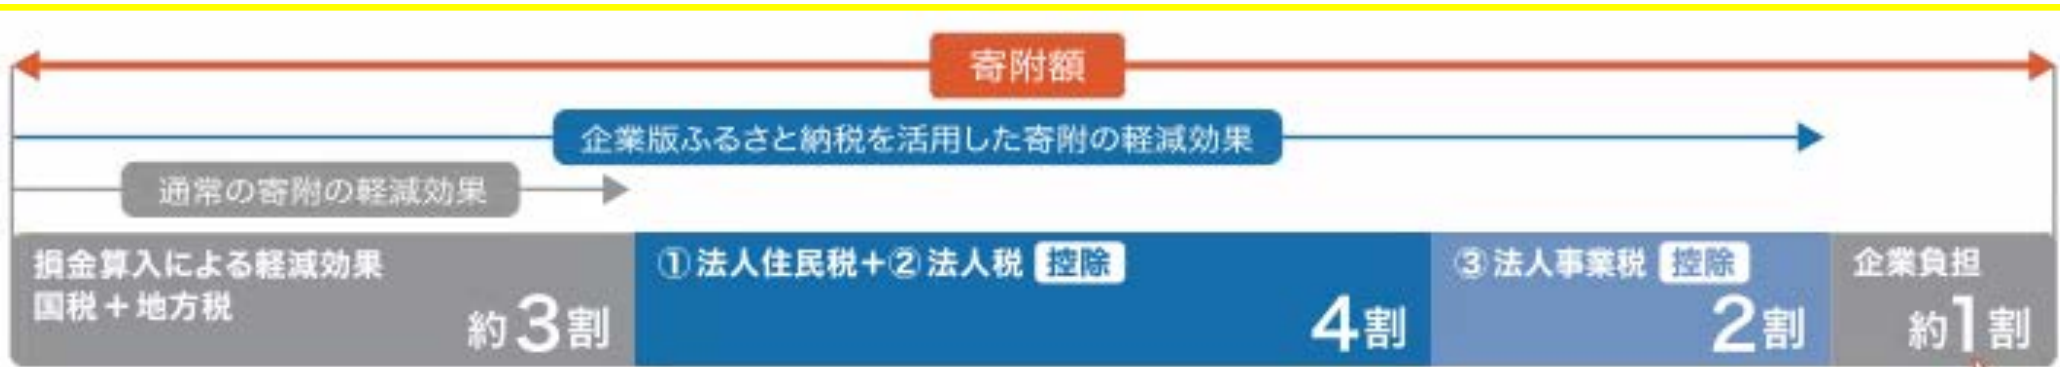 寄附額
企業版ふるさと納税を活用した寄附の軽減効果
通常の寄附の軽減効果
損金算入による軽減効果
国税+地方税
約3割
①法人住民税+②法人税 控除
4割
③法人事業税 控除
2割
企業負担
約1割